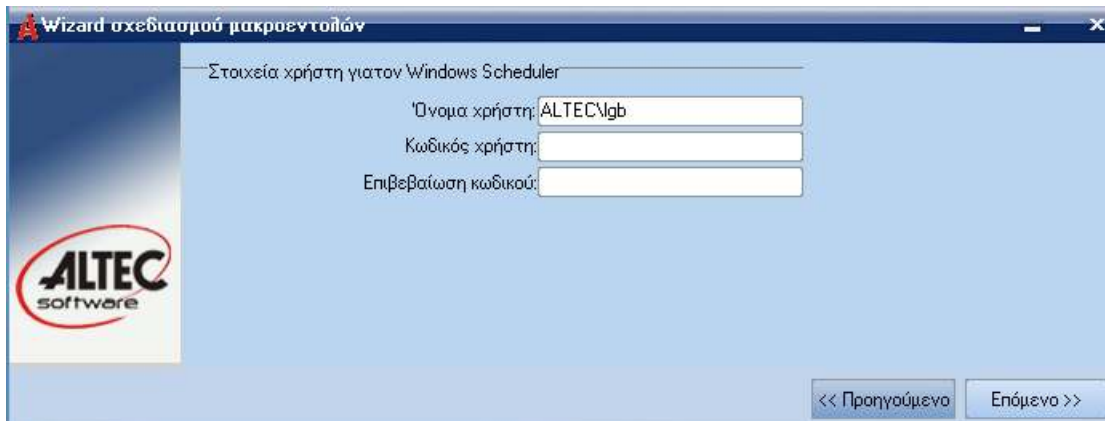 Wizard σχεδιασμού μακροεντολών
Στοιχεία χρήστη γιατον Windows Scheduler
Όνομα χρήστη: ALTEC\lgb
Κωδικός χρήστη:
Επιβεβαίωση κωδικού:
ALTEC
software
<< Προηγούμενο
Επόμενο >>